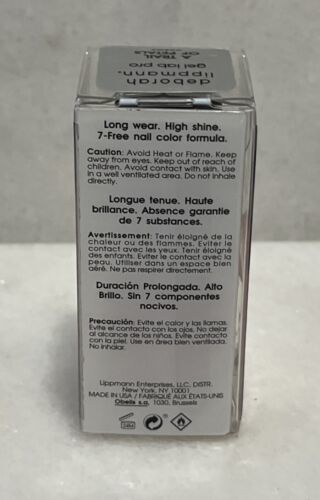 deborah
lippmann.
gel lab pro
A TRAIL
OF PETALS
Long wear. High shine.
7-Free nail color formula.
Caution: Avoid Heat or Flame. Keep
away from eyes. Keep out of reach of
children. Avoid contact with skin. Use
in a well ventilated area. Do not inhale
directly.
Longue tenue. Haute
brillance. Absence garantie
de 7 substances.
Avertissement: Tenir éloigné de la
chaleur ou des flammes. Eviter le
contact avec les yeux. Tenir éloigné
des enfants. Eviter le contact avec la
peau. Utiliser dans un espace bien
aéré. Ne pas respirer directement.
Duración Prolongada. Alto
Brillo. Sin 7 componentes
nocivos.
Precaución: Evite el calor y las llamas.
Evite el contacto con los ojos. No dejar
al alcance de los niños. Evite el contacto
con la piel. Use en área bien ventilada.
No inhalar.
Lippmann Enterprises, LLC, DISTR.
New York, NY 10001
MADE IN USA / FABRIQUÉ AUX ÉTATS-UNIS
Obelis s.a. 1030, Brussels
24M